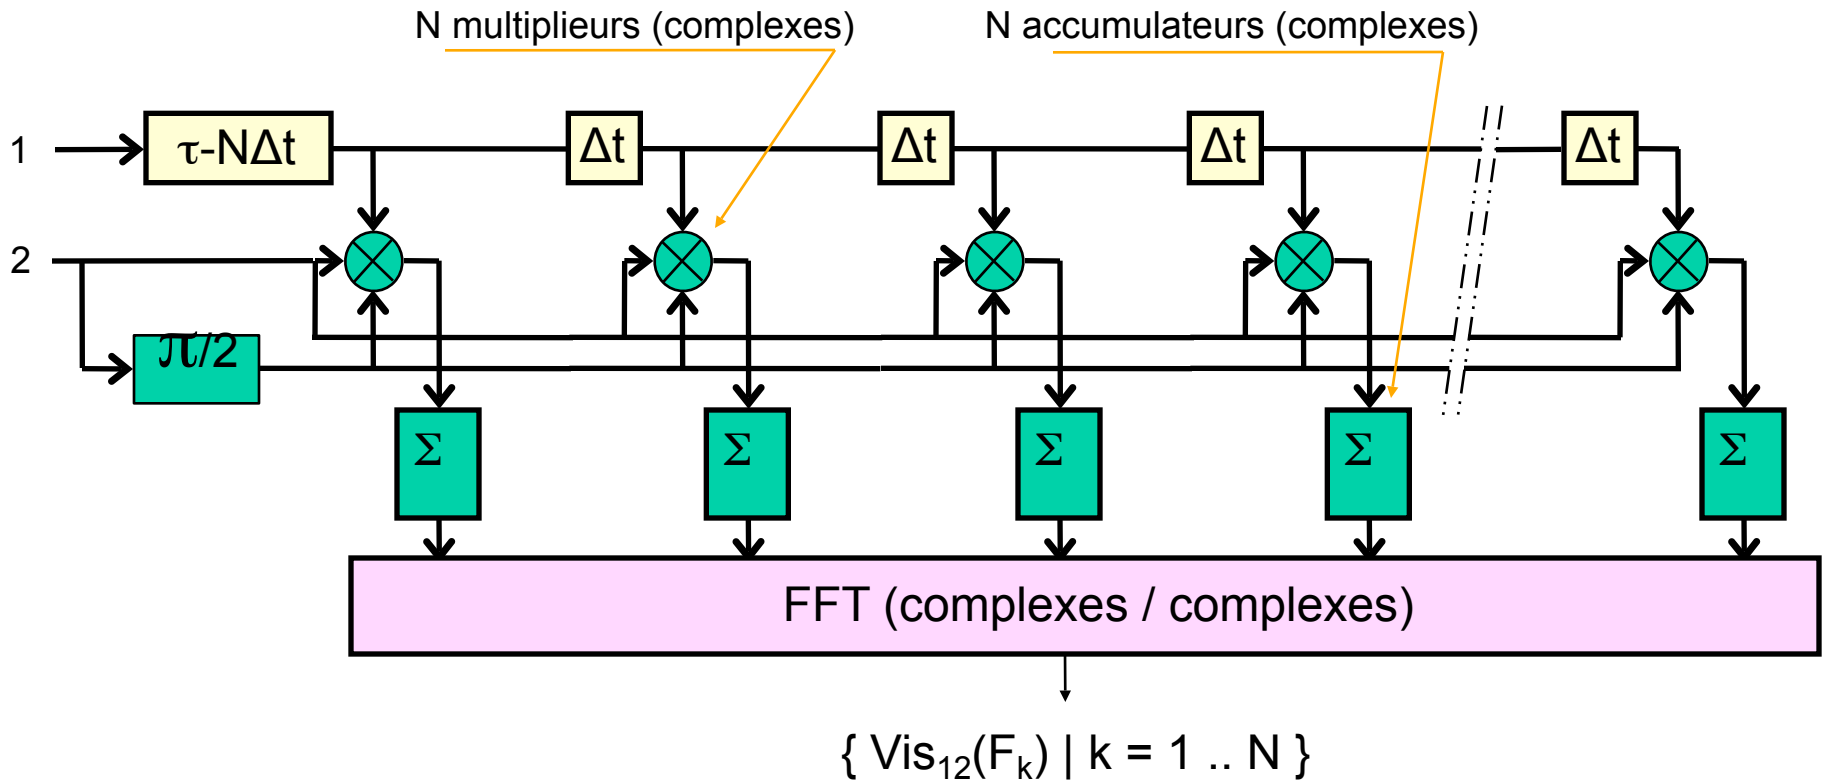 N multiplieurs (complexes) N accumulateurs (complexes)
1 τ-NΔt Δt Δt Δt Δt
2
π/2
Σ Σ Σ Σ Σ
FFT (complexes / complexes)
{ Vis₁₂(Fₖ) | k = 1 .. N }